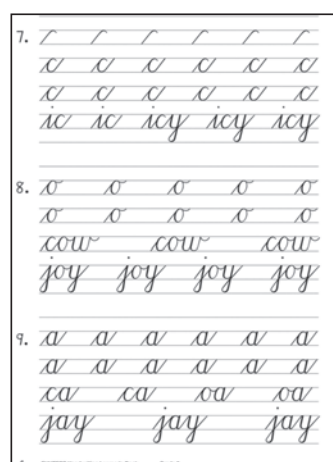 7.
c c c c c c
c c c c c c
ic ic icy icy icy
8. o o o o o
o o o o o
cow cow cow
joy joy joy joy
9. a a a a a a
a a a a a a
ca ca oa oa
jay jay jay